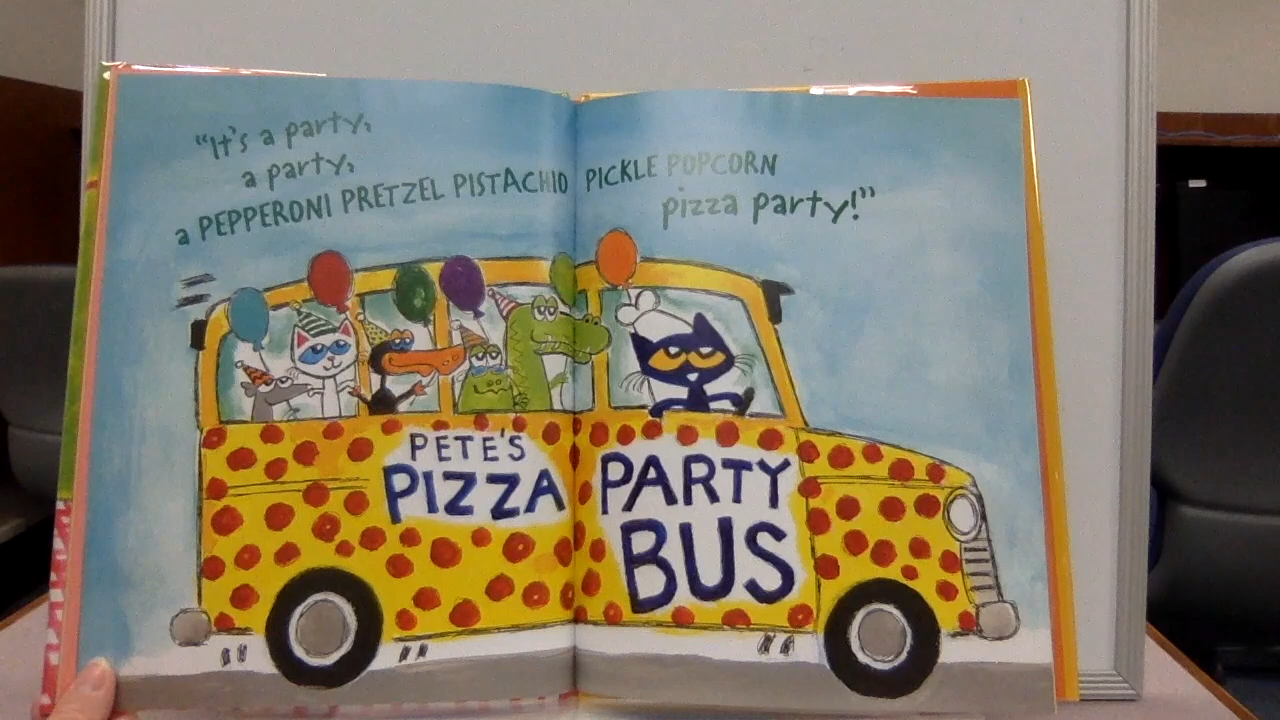 "It's a party,
a party,
a PEPPERONI PRETZEL PISTACHIO PICKLE POPCORN
pizza party!"
PETE'S
PIZZA PARTY
BUS